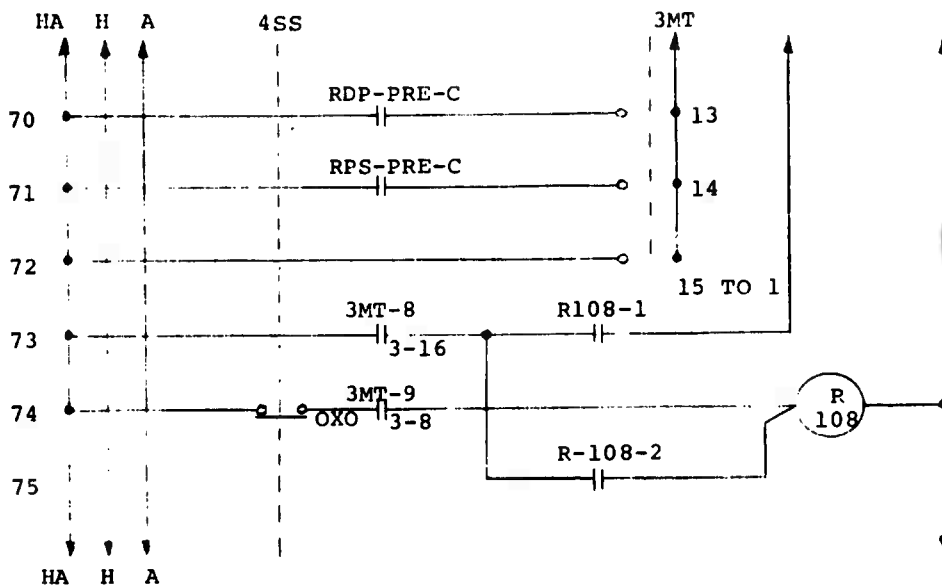 HA H A 4SS 3MT
RDP-PRE-C
70 13
RPS-PRE-C
71 14
72
15 TO 1
3MT-8 R108-1
73 3-16
3MT-9
74 OXO 3-8 R
108
R-108-2
75
HA H A